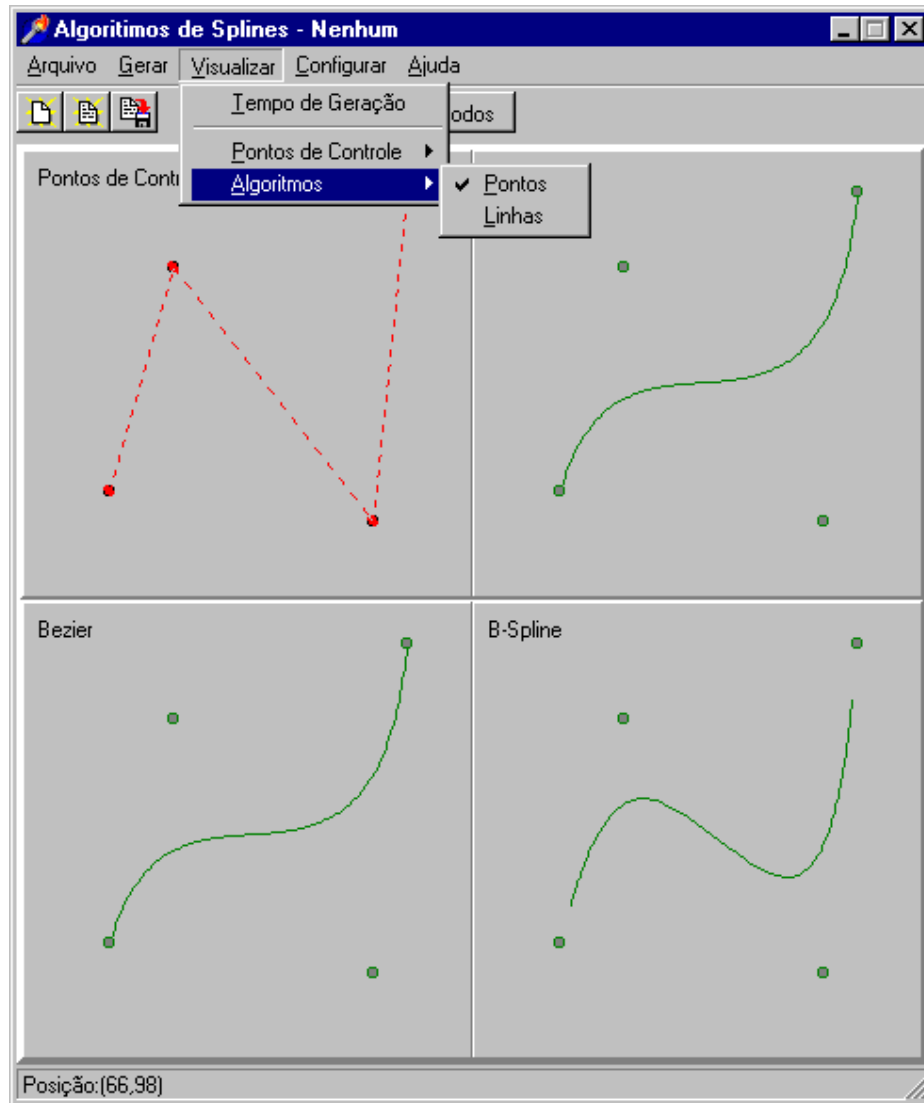 Algoritimos de Splines - Nenhum
Arquivo Gerar Visualizar Configurar Ajuda
Tempo de Geração
odos
Pontos de Controle
Algoritmos
Pontos
Linhas
Pontos de Cont
Bezier
B-Spline
Posição:(66,98)